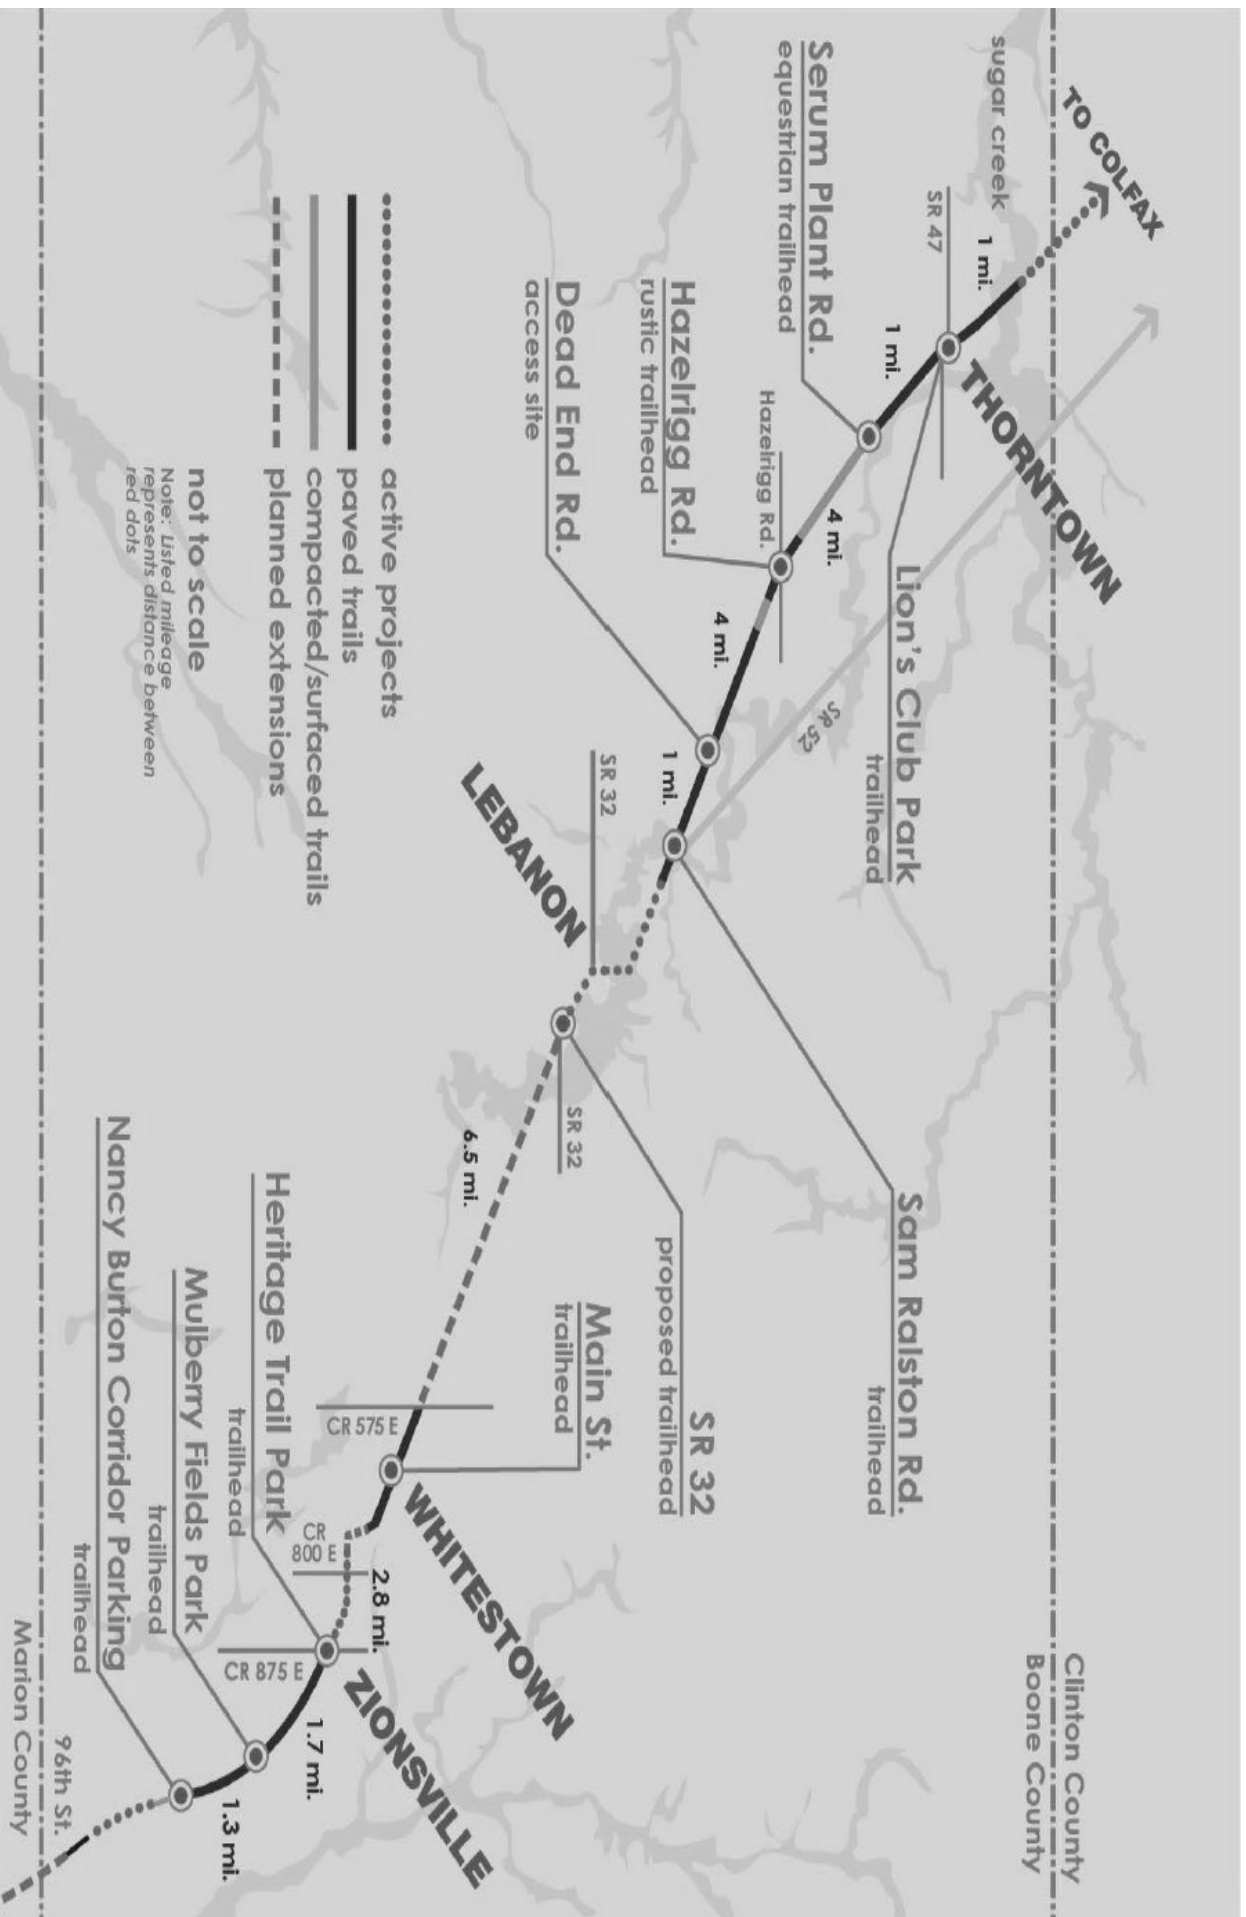 TO COLFAX
sugar creek
1 mi.
SR 47
THORNTOWN
Clinton County
Boone County
Serum Plant Rd.
equestrian trailhead
1 mi.
Lion's Club Park
trailhead
Sam Ralston Rd.
trailhead
Hazelrigg Rd.
rustic trailhead
Hazelrigg Rd.
4 mi.
SR 52
Dead End Rd.
access site
4 mi.
1 mi.
SR 32
LEBANON
SR 32
SR 32
proposed trailhead
6.5 mi.
Main St.
trailhead
CR 575 E
WHITESTOWN
active projects
paved trails
compacted/surfaced trails
planned extensions
not to scale
Note: Listed mileage
represents distance between
red dots
Heritage Trail Park
trailhead
CR
800 E
2.8 mi.
CR 875 E
ZIONSVILLE
Mulberry Fields Park
trailhead
1.7 mi.
Nancy Burton Corridor Parking
trailhead
1.3 mi.
96th St.
Marion County